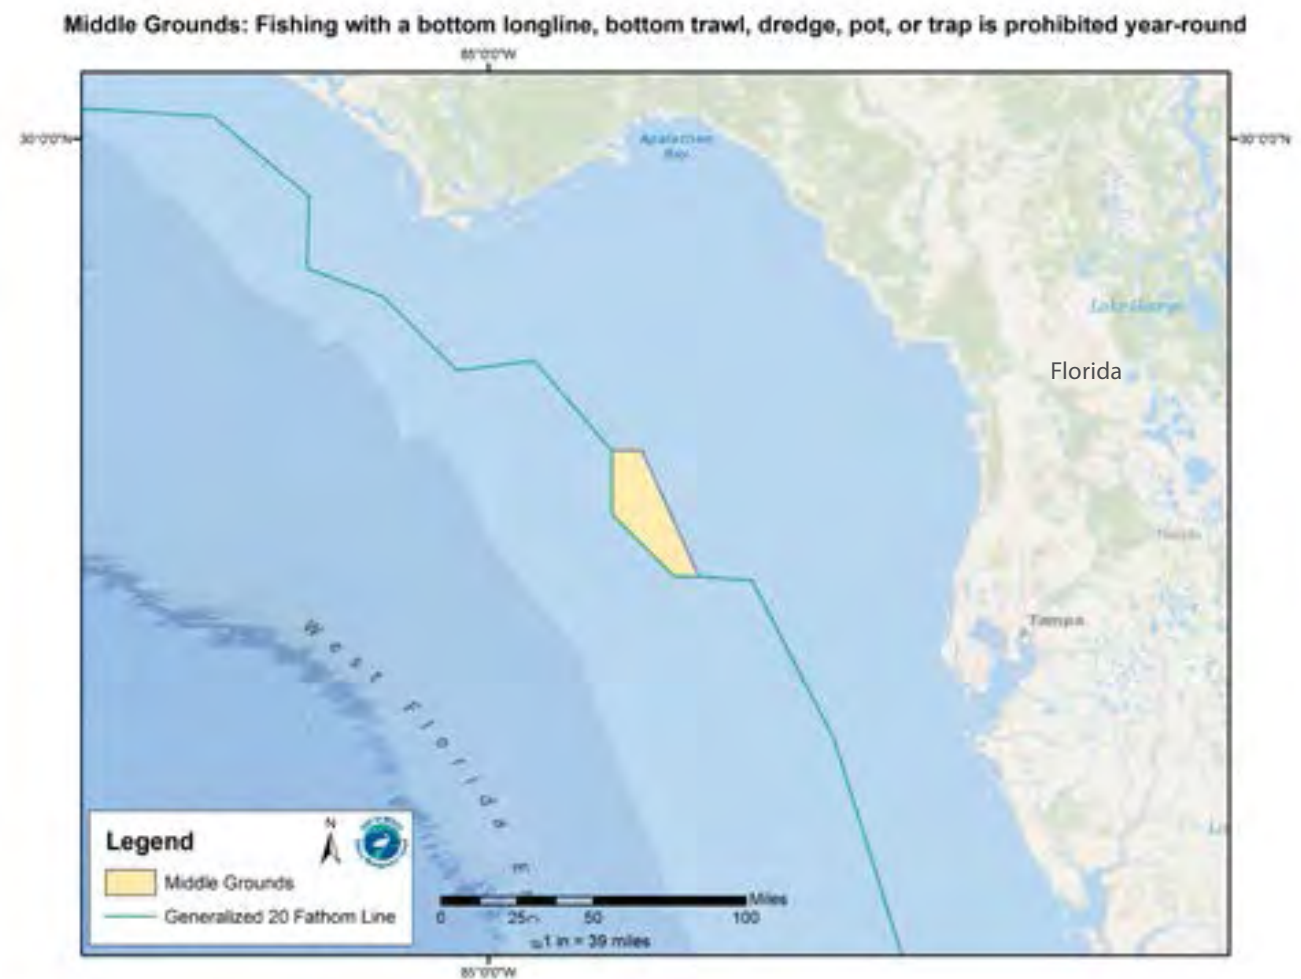 Middle Grounds: Fishing with a bottom longline, bottom trawl, dredge, pot, or trap is prohibited year-round
85°0'0"W
30°0'0"N
30°0'0"N
Apalachee
Bay
Lake George
Florida
Tampa
West Florida E
Legend
N
Middle Grounds
Generalized 20 Fathom Line
0 25 50 100 Miles
1 in = 39 miles
85°0'0"W